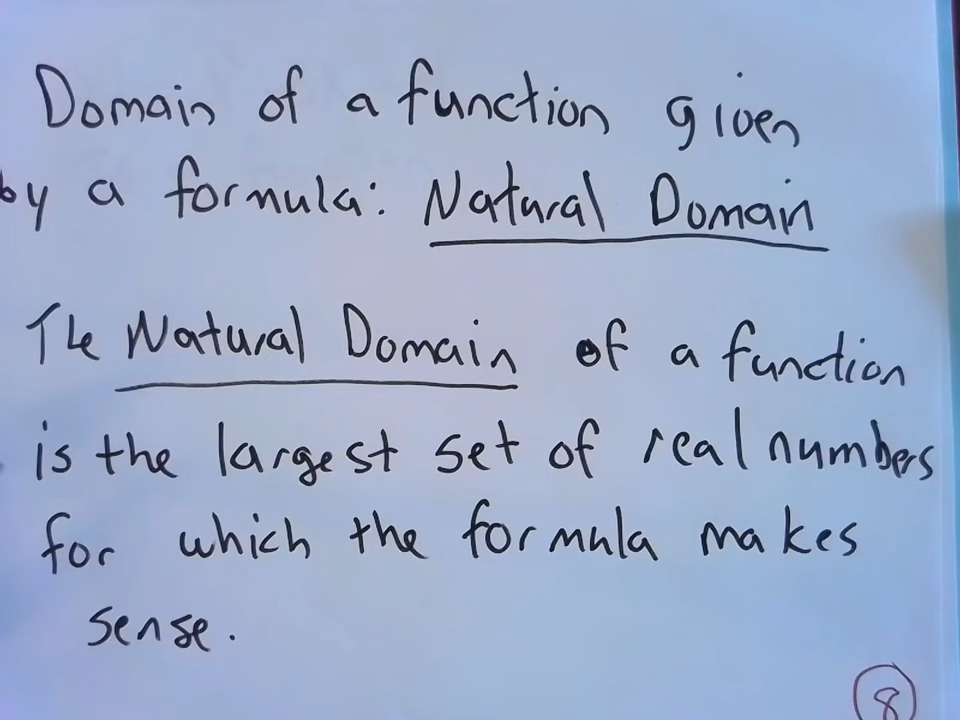 Domain of a function given
by a formula: Natural Domain
The Natural Domain of a function
is the largest set of real numbers
for which the formula makes
sense.
8